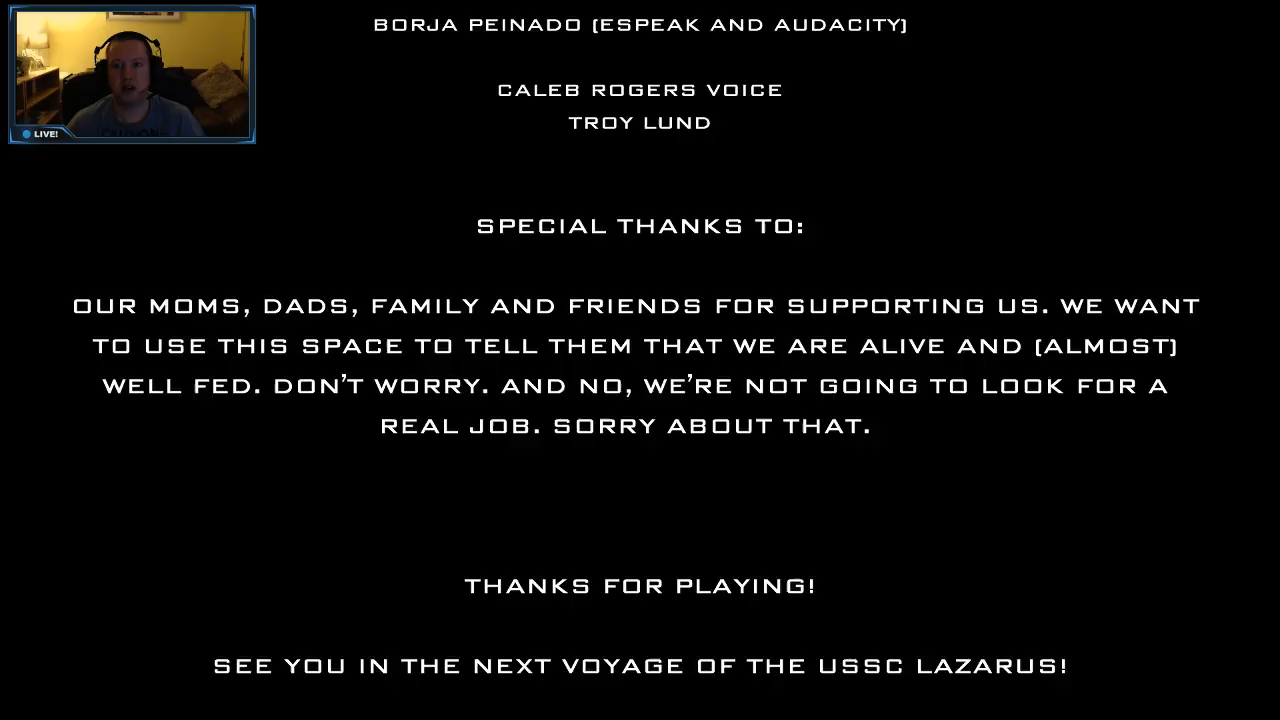 BORJA PEINADO (ESPEAK AND AUDACITY)
CALEB ROGERS VOICE
TROY LUND
LIVE!
SPECIAL THANKS TO:
OUR MOMS, DADS, FAMILY AND FRIENDS FOR SUPPORTING US. WE WANT
TO USE THIS SPACE TO TELL THEM THAT WE ARE ALIVE AND (ALMOST)
WELL FED. DON'T WORRY. AND NO, WE'RE NOT GOING TO LOOK FOR A
REAL JOB. SORRY ABOUT THAT.
THANKS FOR PLAYING!
SEE YOU IN THE NEXT VOYAGE OF THE USSC LAZARUS!